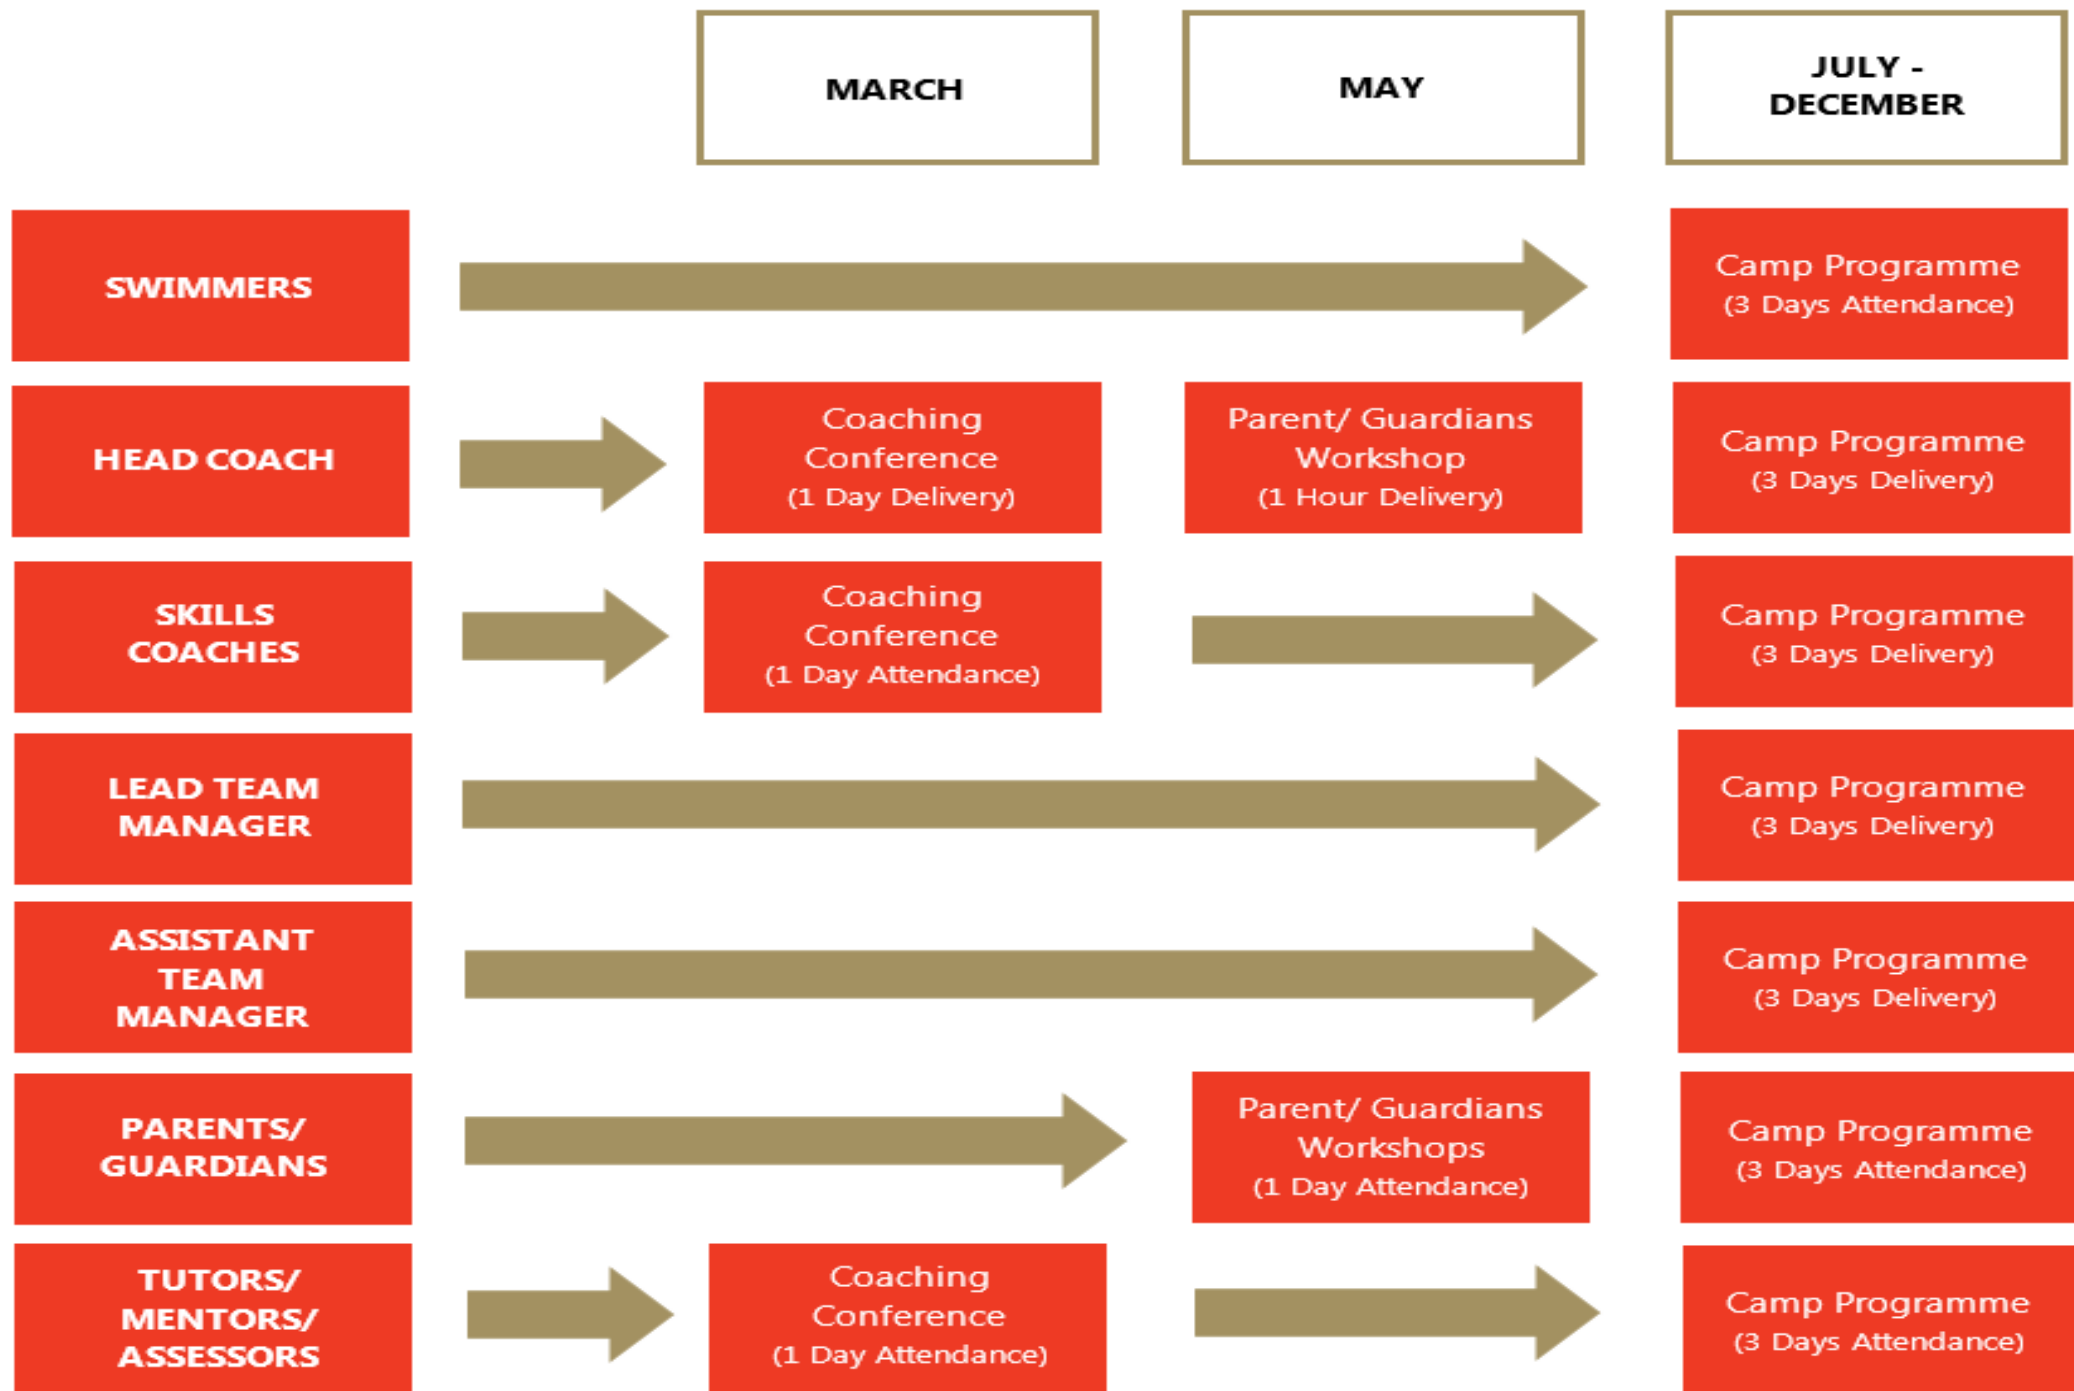 MARCH
MAY
JULY -
DECEMBER
SWIMMERS
Camp Programme
(3 Days Attendance)
HEAD COACH
Coaching
Conference
(1 Day Delivery)
Parent/ Guardians
Workshop
(1 Hour Delivery)
Camp Programme
(3 Days Delivery)
SKILLS
COACHES
Coaching
Conference
(1 Day Attendance)
Camp Programme
(3 Days Delivery)
LEAD TEAM
MANAGER
Camp Programme
(3 Days Delivery)
ASSISTANT
TEAM
MANAGER
Camp Programme
(3 Days Delivery)
PARENTS/
GUARDIANS
Parent/ Guardians
Workshops
(1 Day Attendance)
Camp Programme
(3 Days Attendance)
TUTORS/
MENTORS/
ASSESSORS
Coaching
Conference
(1 Day Attendance)
Camp Programme
(3 Days Attendance)